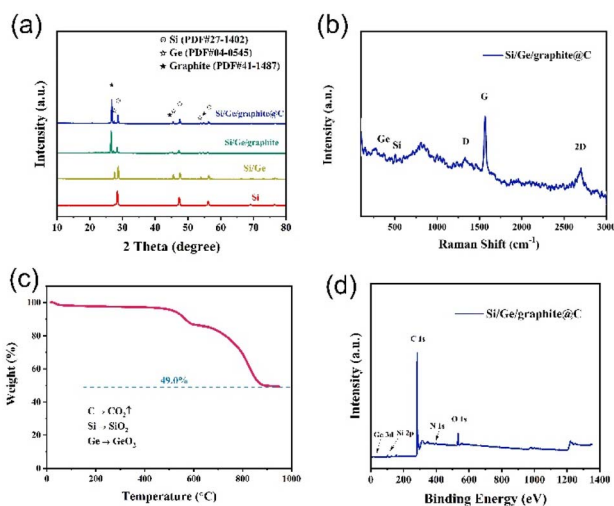 (a)
Si (PDF#27-1402)
Ge (PDF#04-0545)
★ Graphite (PDF#41-1487)
Si/Ge/graphite@C
Si/Ge/graphite
Si/Ge
Si
Intensity (a.u.)
10 20 30 40 50 60 70 80
2 Theta (degree)
(b)
Si/Ge/graphite@C
G
Ge
Si
D
2D
Intensity (a.u.)
500 1000 1500 2000 2500 3000
Raman Shift (cm⁻¹)
(c)
100
80
60
40
20
0
49.0%
C → CO₂↑
Si → SiO₂
Ge → GeO₂
Weight (%)
0 200 400 600 800 1000
Temperature (°C)
(d)
Si/Ge/graphite@C
C 1s
Ge 3d
Si 2p
N 1s
O 1s
Intensity (a.u.)
0 200 400 600 800 1000 1200 1400
Binding Energy (eV)